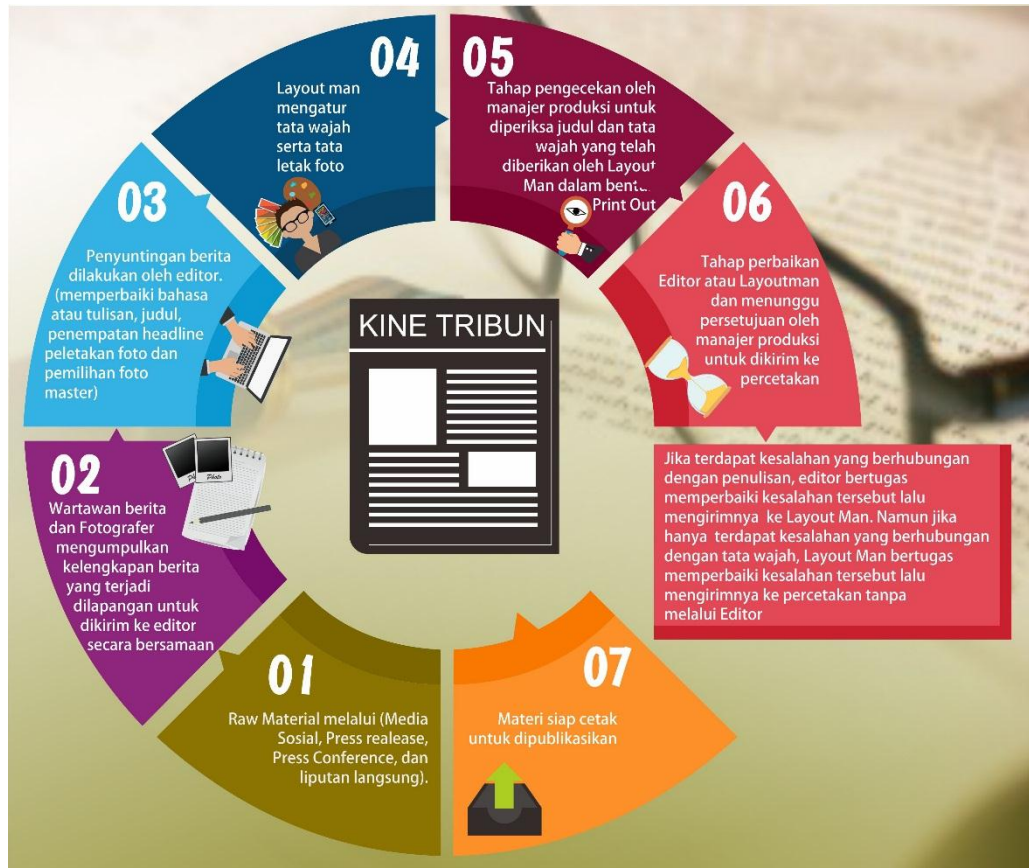 01
Raw Material melalui (Media
Sosial, Press realease,
Press Conference, dan
liputan langsung).
02
Wartawan berita
dan Fotografer
mengumpulkan
kelengkapan berita
yang terjadi
dilapangan untuk
dikirim ke editor
secara bersamaan
Photo
03
Penyuntingan berita
dilakukan oleh editor.
(memperbaiki bahasa
atau tulisan, judul,
penempatan headline
peletakan foto dan
pemilihan foto
master)
04
Layout man
mengatur
tata wajah
serta tata
letak foto
05
Tahap pengecekan oleh
manajer produksi untuk
diperiksa judul dan tata
wajah yang telah
diberikan oleh Layout
Man dalam
Print Out
06
Tahap perbaikan
Editor atau Layoutman
dan menunggu
persetujuan oleh
manajer produksi
untuk dikirim ke
percetakan
Jika terdapat kesalahan yang berhubungan
dengan penulisan, editor bertugas
memperbaiki kesalahan tersebut lalu
mengirimnya ke Layout Man. Namun jika
hanya terdapat kesalahan yang berhubungan
dengan tata wajah, Layout Man bertugas
memperbaiki kesalahan tersebut lalu
mengirimnya ke percetakan tanpa
melalui Editor
07
Materi siap cetak
untuk dipublikasikan
KINE TRIBUN